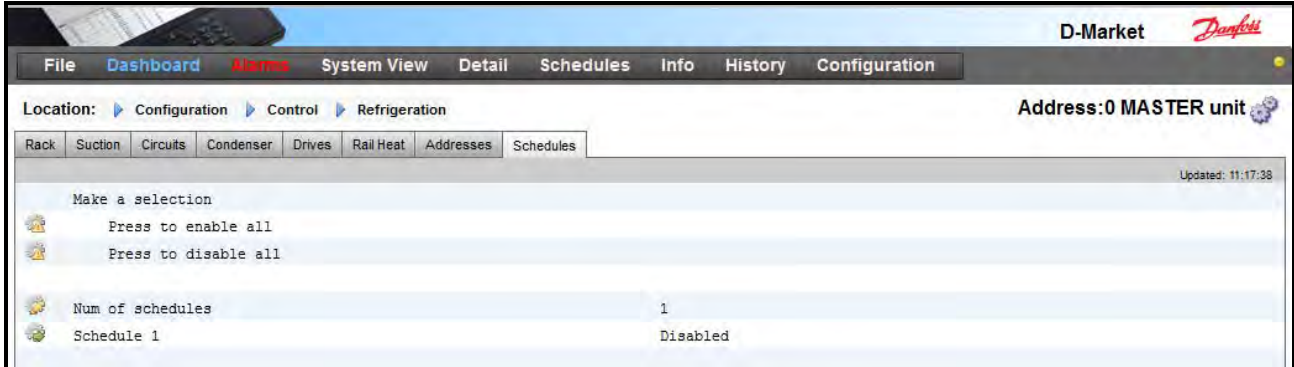 D-Market
Danfoss
File Dashboard Alarms System View Detail Schedules Info History Configuration
Location: Configuration Control Refrigeration
Address:0 MASTER unit
Rack Suction Circuits Condenser Drives Rail Heat Addresses Schedules
Updated: 11:17:38
Make a selection
Press to enable all
Press to disable all
Num of schedules 1
Schedule 1 Disabled